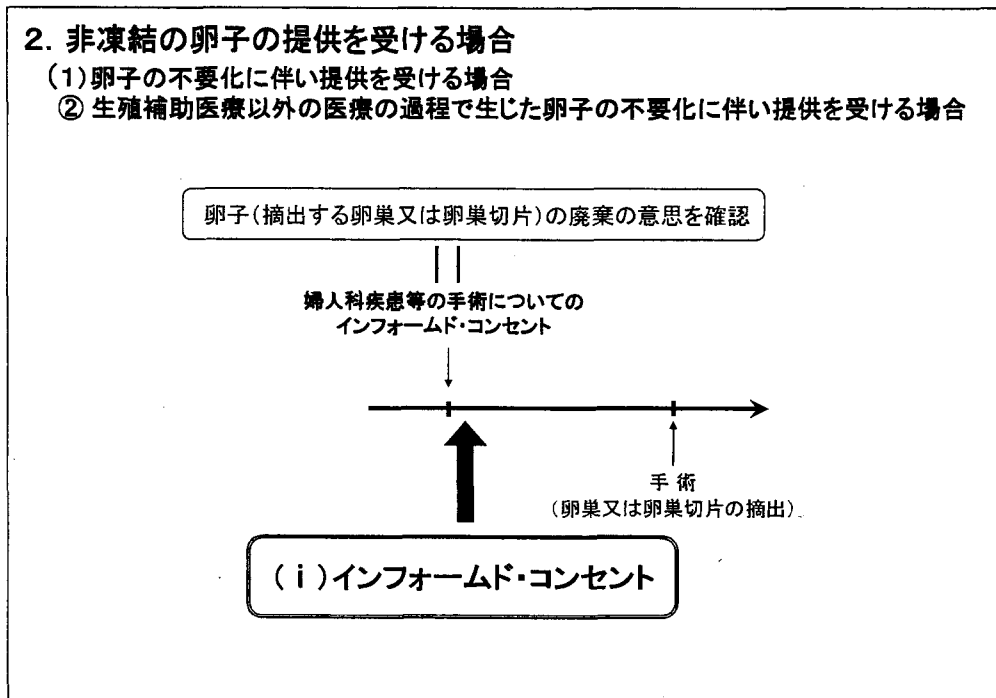 ２．非凍結の卵子の提供を受ける場合
（１）卵子の不要化に伴い提供を受ける場合
② 生殖補助医療以外の医療の過程で生じた卵子の不要化に伴い提供を受ける場合
卵子（摘出する卵巣又は卵巣切片）の廃棄の意思を確認
婦人科疾患等の手術についての
インフォームド・コンセント
手 術
（卵巣又は卵巣切片の摘出）
（ｉ）インフォームド・コンセント